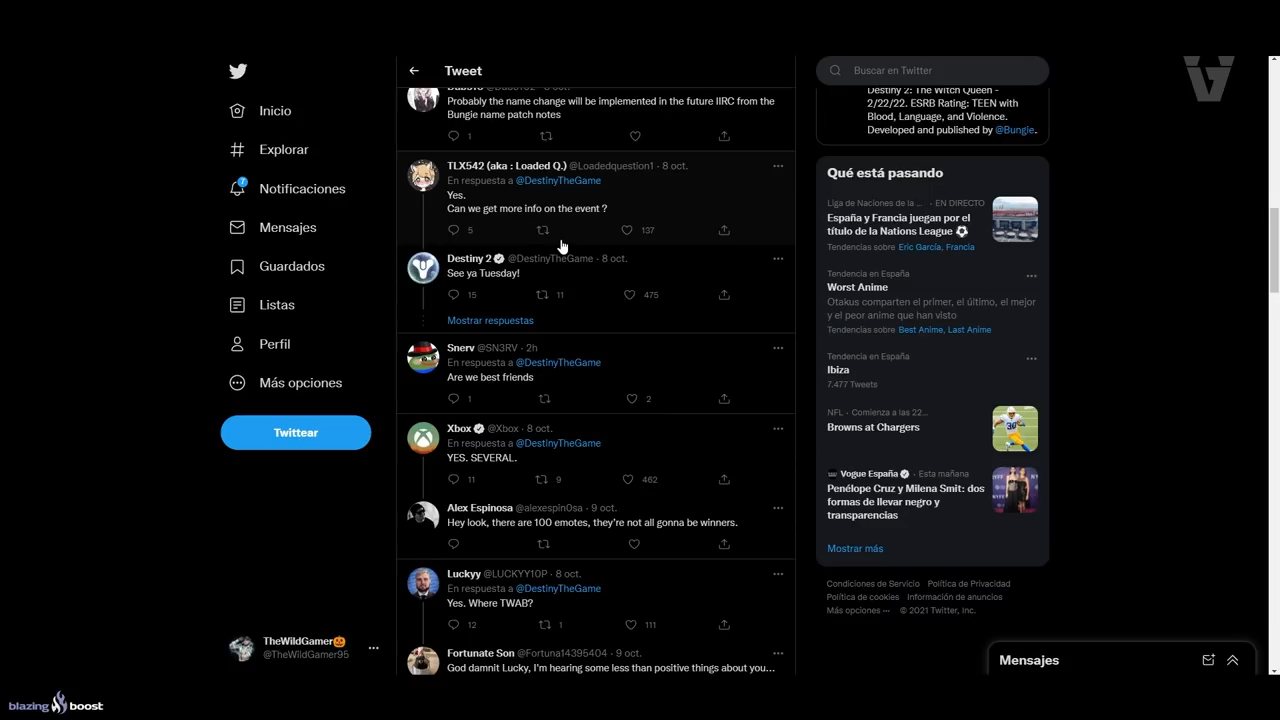 Inicio
Explorar
7
Notificaciones
Mensajes
Guardados
Listas
Perfil
Más opciones
Twittear
TheWildGamer🎃
@TheWildGamer95
blazing boost
Tweet
Probably the name change will be implemented in the future IIRC from the
Bungie name patch notes
1
TLX542 (aka : Loaded Q.) @Loadedquestion1 · 8 oct.
En respuesta a @DestinyTheGame
Yes.
Can we get more info on the event ?
5 137
Destiny 2 @DestinyTheGame · 8 oct.
See ya Tuesday!
15 11 475
Mostrar respuestas
Snerv @SN3RV · 2h
En respuesta a @DestinyTheGame
Are we best friends
1 2
Xbox @Xbox · 8 oct.
En respuesta a @DestinyTheGame
YES. SEVERAL.
11 9 462
Alex Espinosa @alexespin0sa · 9 oct.
Hey look, there are 100 emotes, they're not all gonna be winners.
Luckyy @LUCKYY10P · 8 oct.
En respuesta a @DestinyTheGame
Yes. Where TWAB?
12 1 111
Fortunate Son @Fortuna14395404 · 9 oct.
God damnit Lucky, I'm hearing some less than positive things about you...
Buscar en Twitter
Destiny 2: The Witch Queen -
2/22/22. ESRB Rating: TEEN with
Blood, Language, and Violence.
Developed and published by @Bungie.
Qué está pasando
Liga de Naciones de la ... · EN DIRECTO
España y Francia juegan por el
título de la Nations League ⚽
Tendencias sobre Eric García, Francia
Tendencia en España
Worst Anime
Otakus comparten el primer, el último, el mejor
y el peor anime que han visto
Tendencias sobre Best Anime, Last Anime
Tendencia en España
Ibiza
7.477 Tweets
NFL · Comienza a las 22...
Browns at Chargers
Vogue España · Esta mañana
Penélope Cruz y Milena Smit: dos
formas de llevar negro y
transparencias
Mostrar más
Condiciones de Servicio Política de Privacidad
Política de cookies Información de anuncios
Más opciones ··· © 2021 Twitter, Inc.
Mensajes